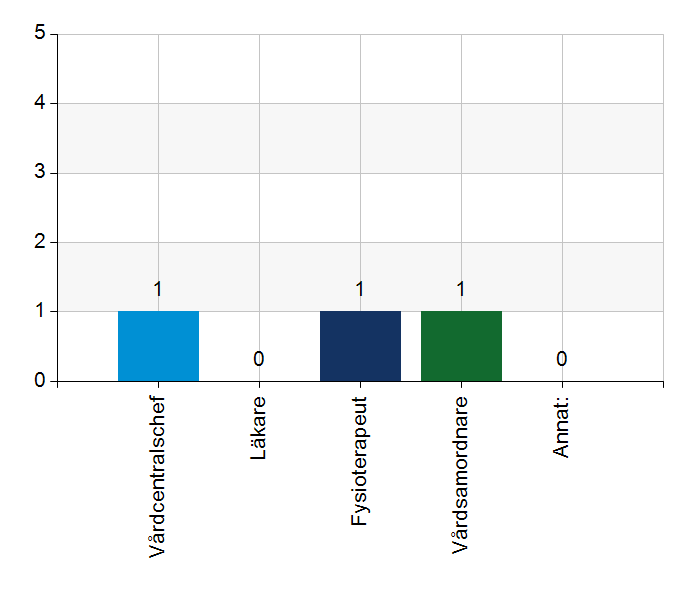 5
4
3
2
1
0
1
0
1
1
0
Vårdcentralschef
Läkare
Fysioterapeut
Vårdsamordnare
Annat: